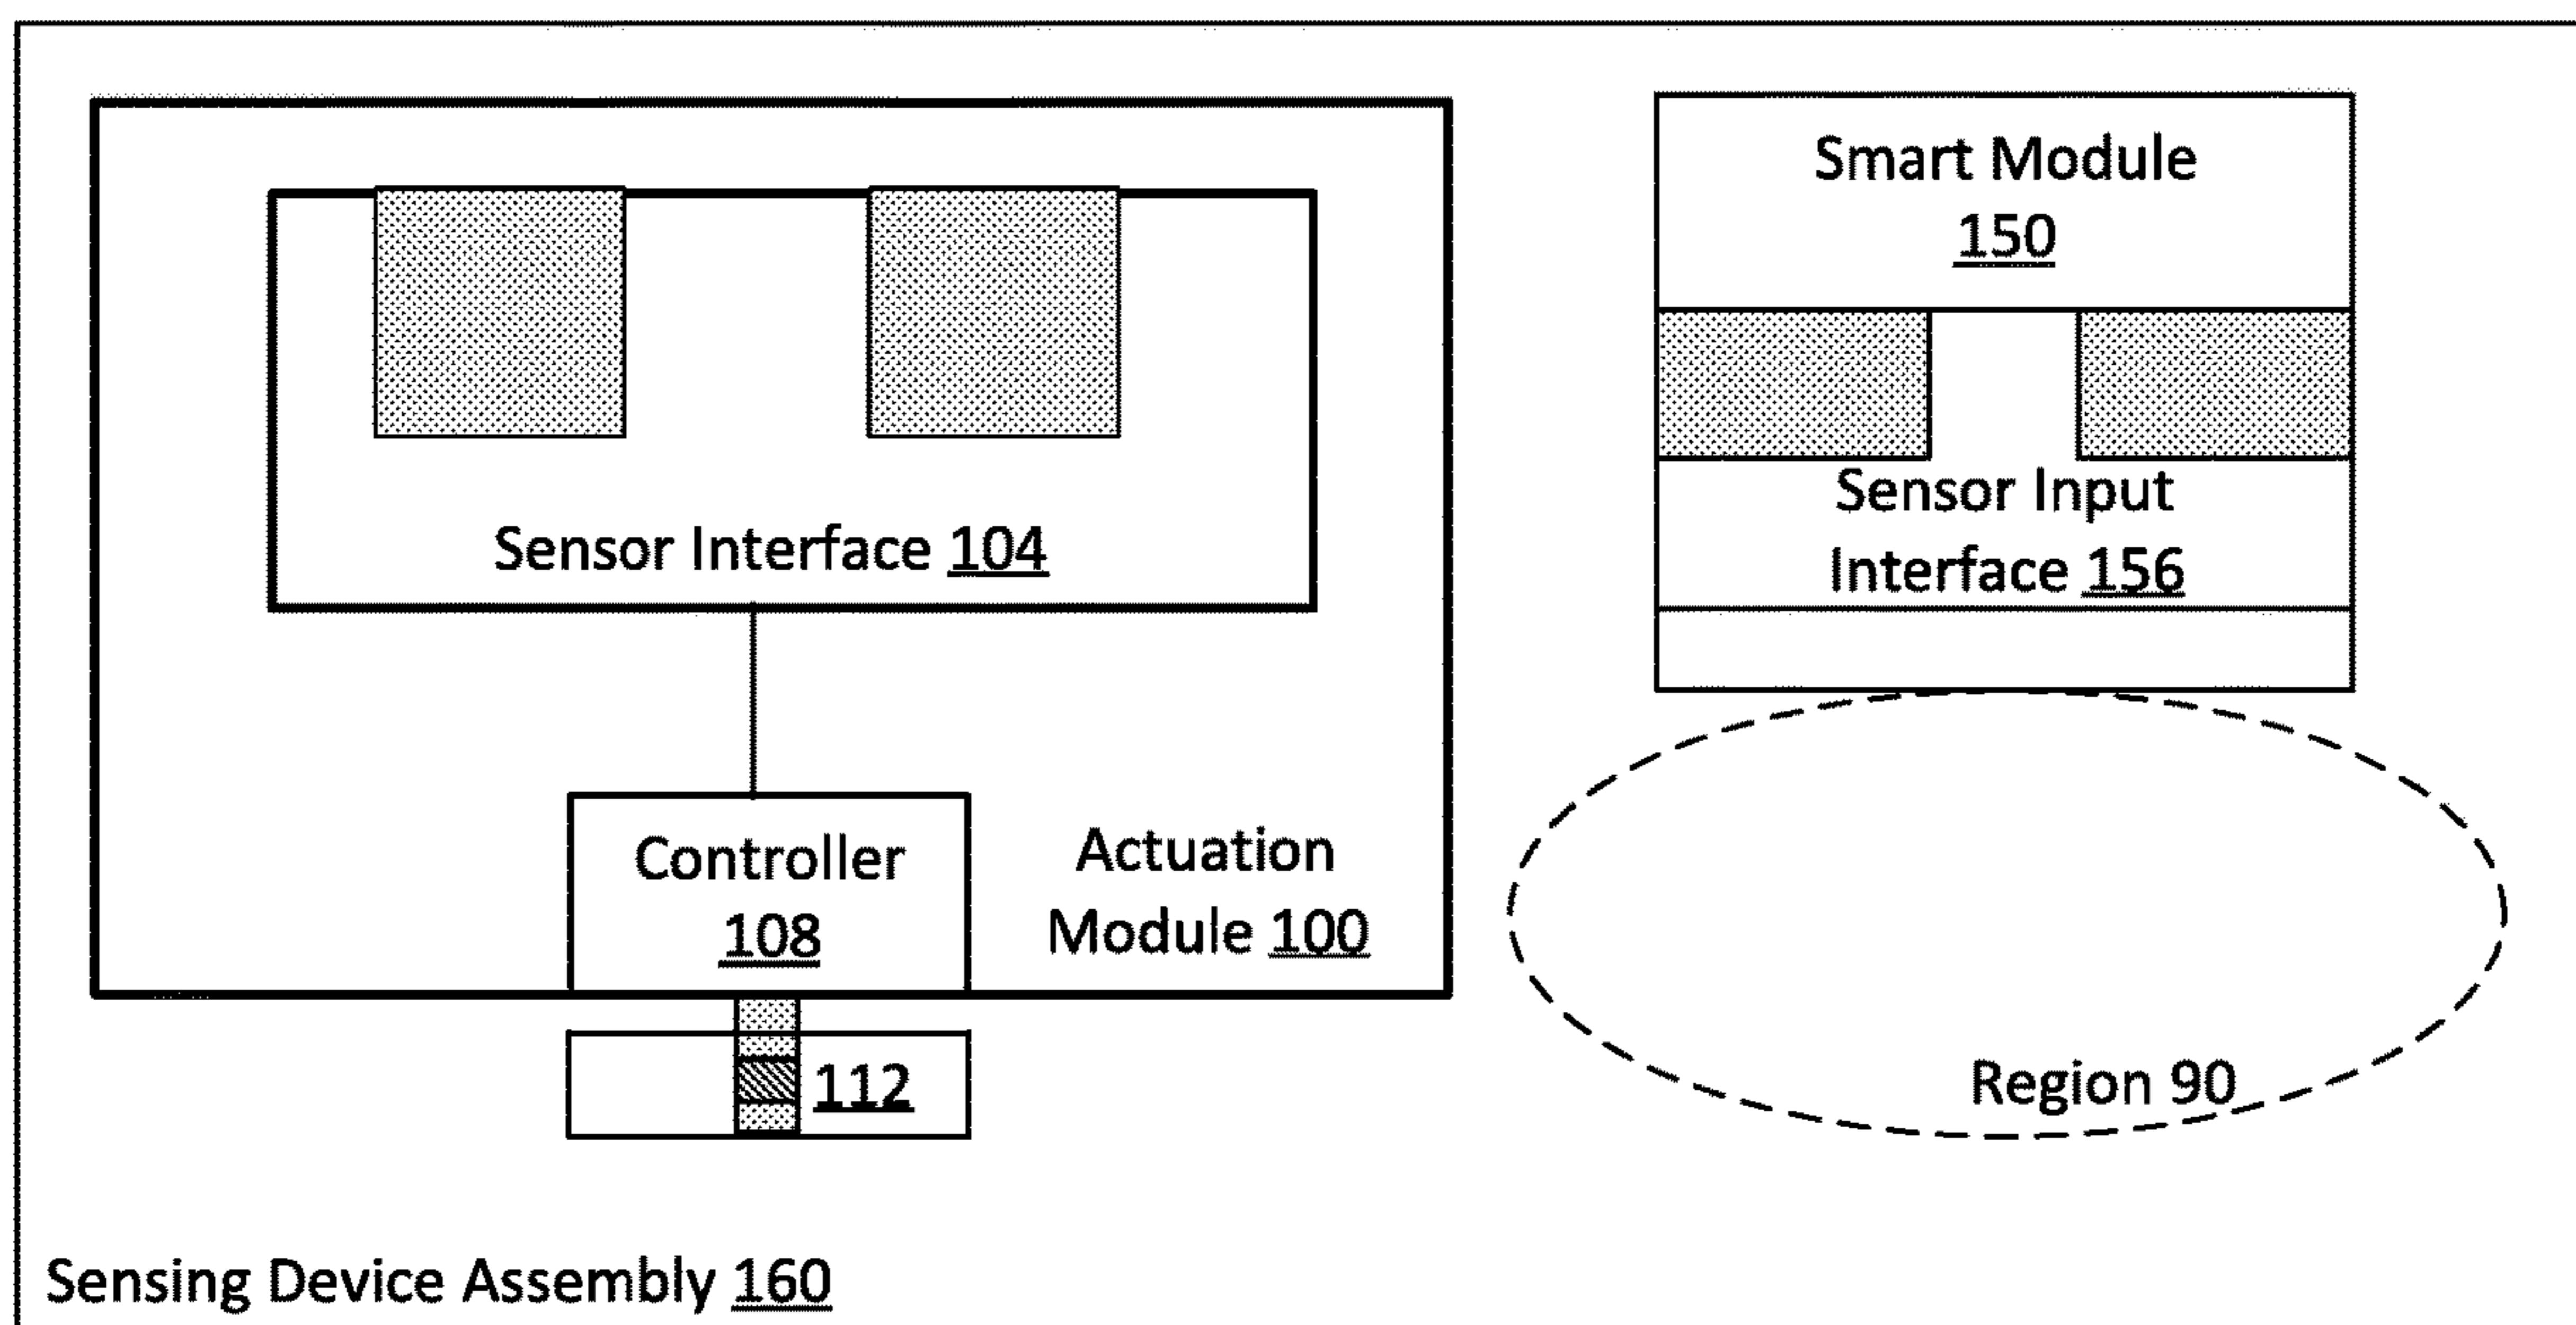 Smart Module
150
Sensor Input
Interface 156
Sensor Interface 104
Controller
108
Actuation
Module 100
112
Region 90
Sensing Device Assembly 160